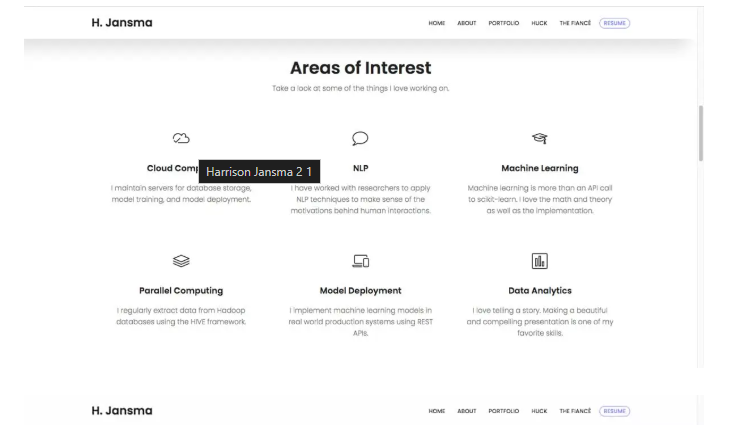 H. Jansma
HOME ABOUT PORTFOLIO HUCK THE FIANCÉ RESUME
Areas of Interest
Take a look at some of the things I love working on.
Cloud Comp
Harrison Jansma 2 1
I maintain servers for database storage,
model training, and model deployment.
NLP
I have worked with researchers to apply
NLP techniques to make sense of the
motivations behind human interactions.
Machine Learning
Machine learning is more than an API call
to scikit-learn. I love the math and theory
as well as the implementation.
Parallel Computing
I regularly extract data from Hadoop
databases using the HIVE framework.
Model Deployment
I implement machine learning models in
real world production systems using REST
APIs.
Data Analytics
I love telling a story. Making a beautiful
and compelling presentation is one of my
favorite skills.
H. Jansma
HOME ABOUT PORTFOLIO HUCK THE FIANCÉ RESUME